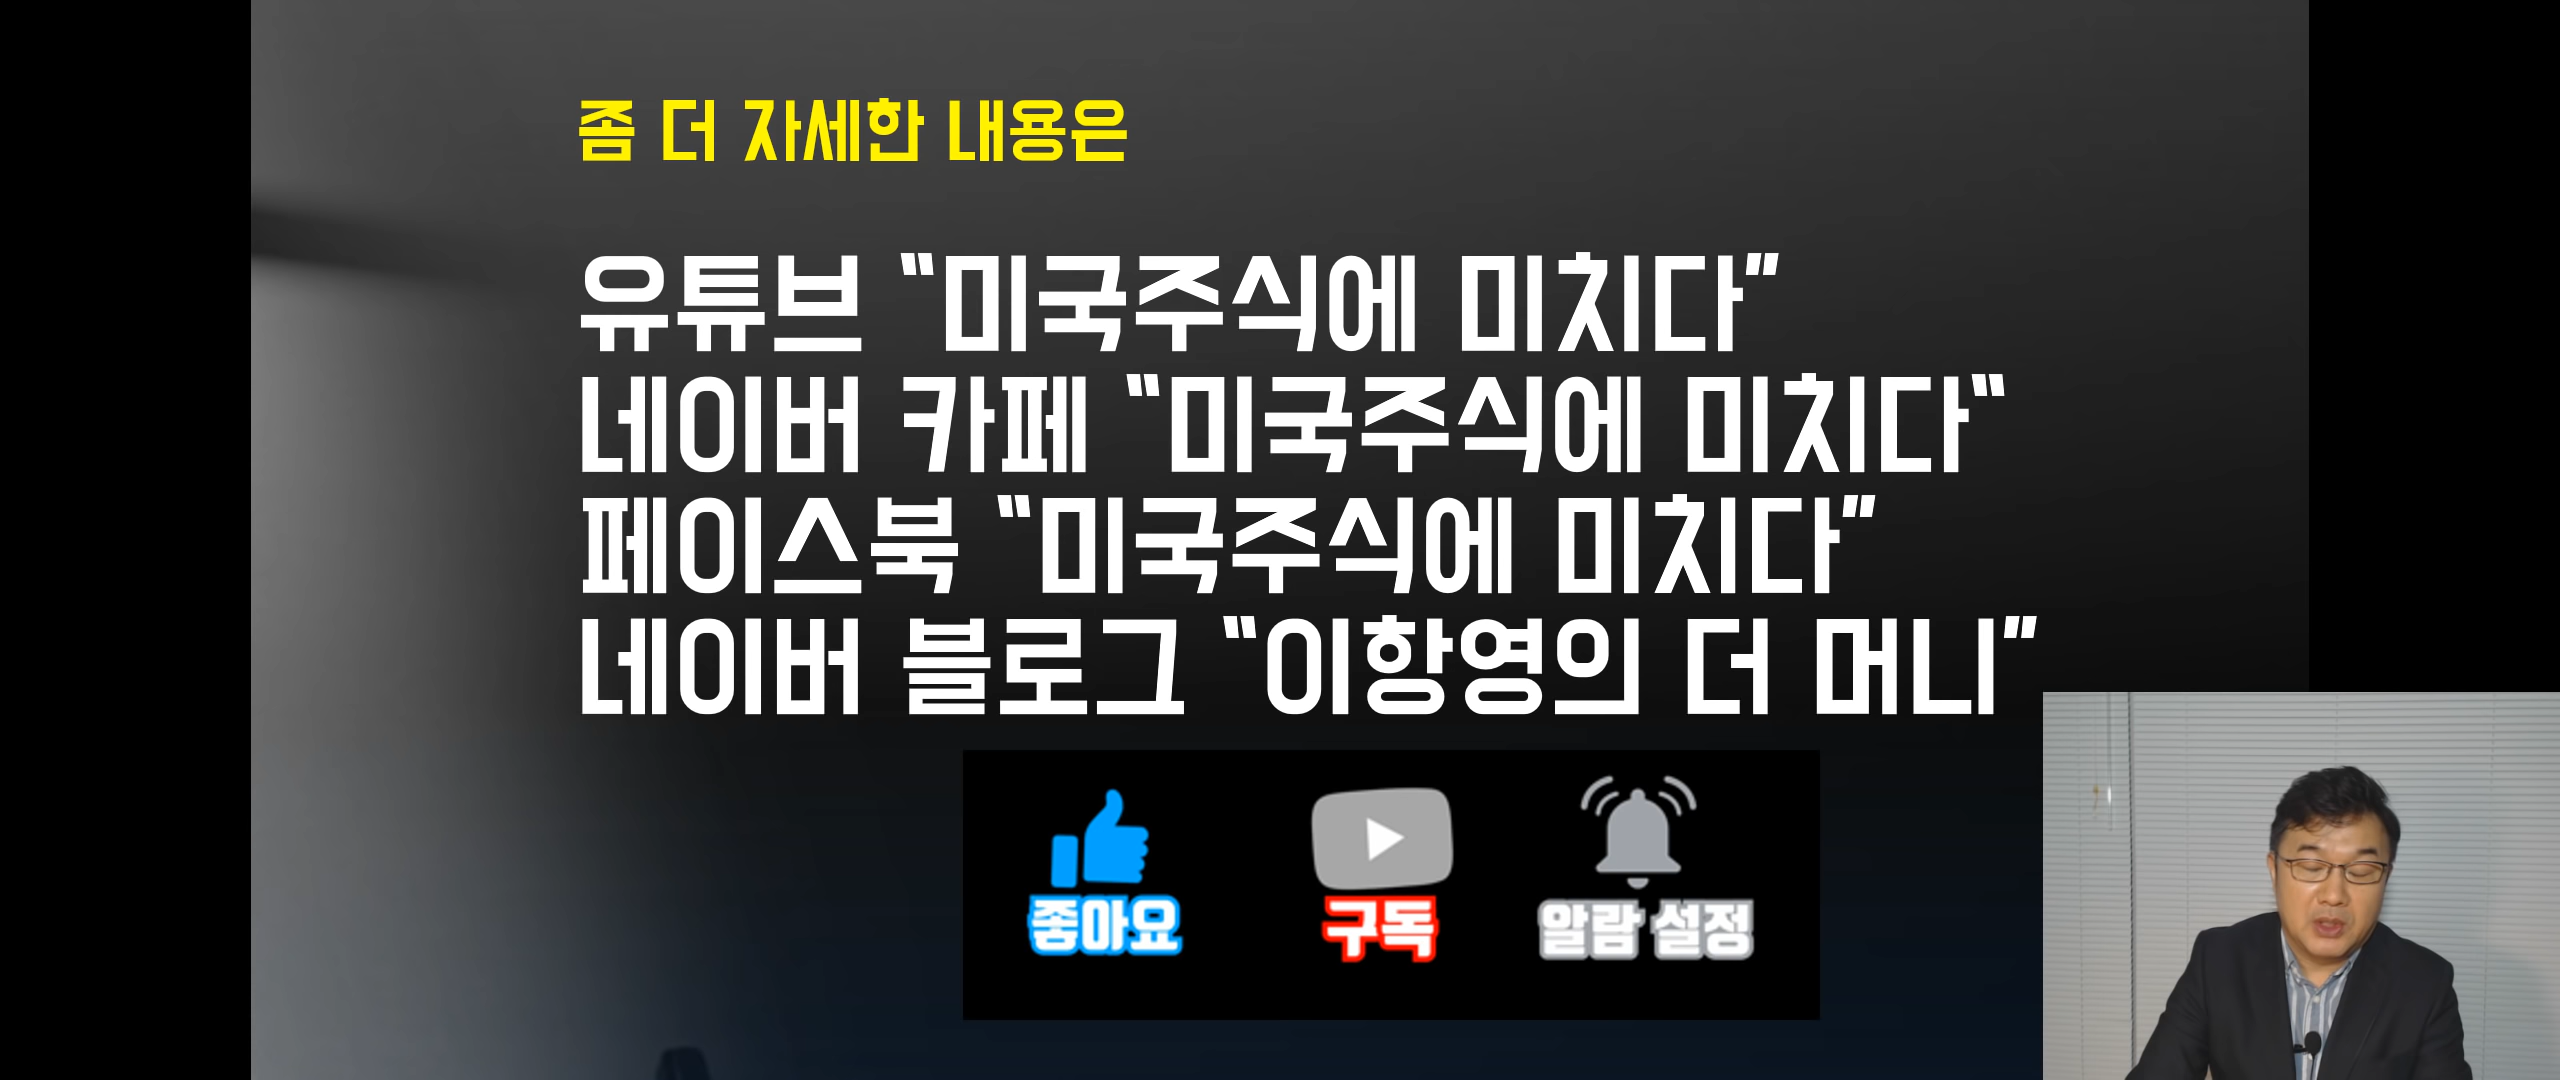 좀 더 자세한 내용은
유튜브 “미국주식에 미치다”
네이버 카페 “미국주식에 미치다“
페이스북 “미국주식에 미치다”
네이버 블로그 “이항영의 더 머니”
좋아요 구독 알람 설정